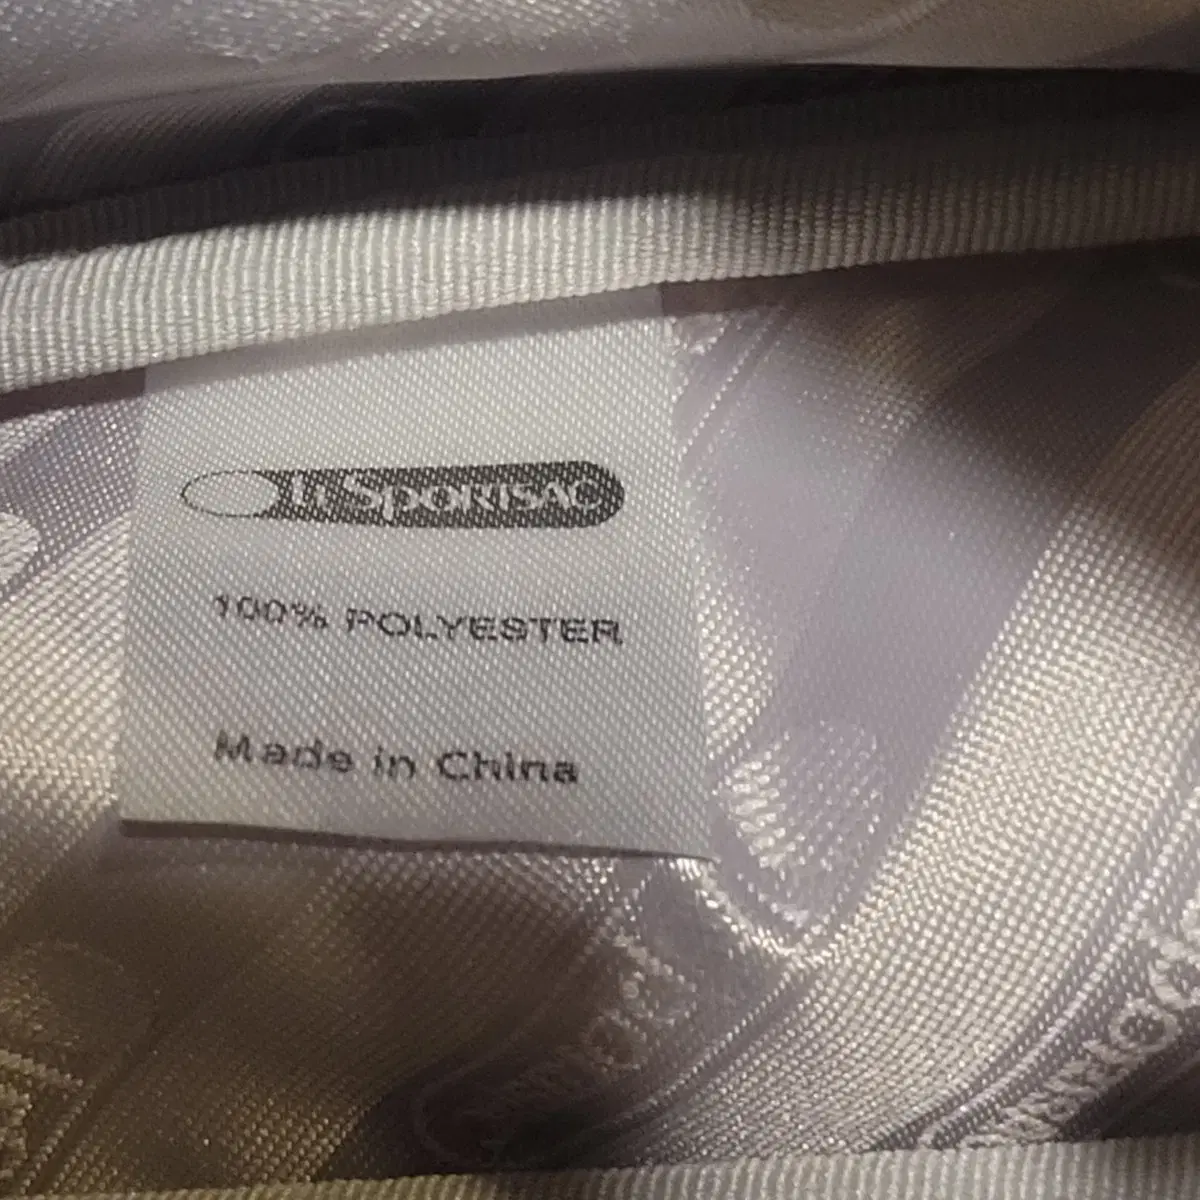 LeSportsac
100% POLYESTER
Made in China